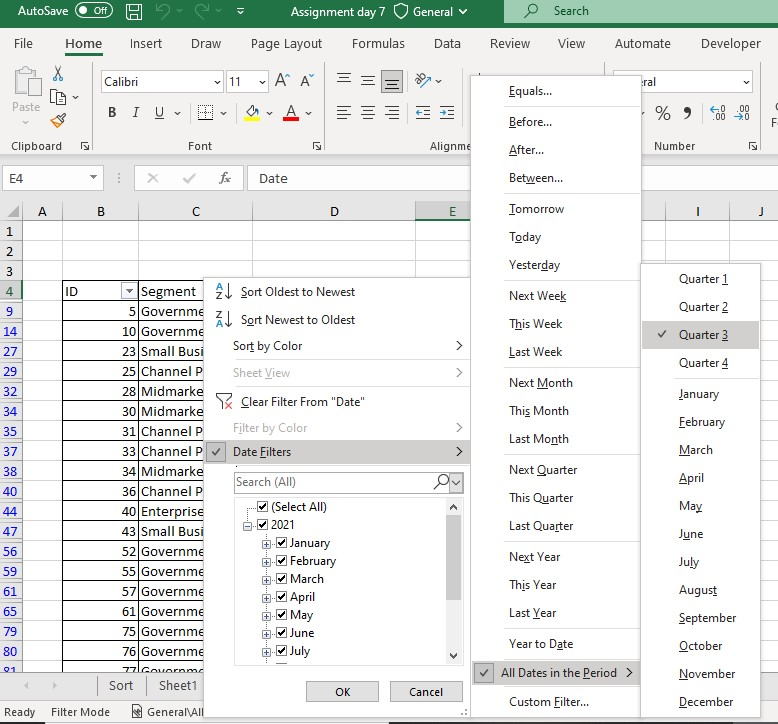 AutoSave Off Assignment day 7 General Search
File Home Insert Draw Page Layout Formulas Data Review View Automate Developer
Paste
Calibri 11
B I U
Clipboard Font Number
E4 fx Date
A B C D E I J
1
2
3
4 ID Segment
9 5 Governme
14 10 Governme
27 23 Small Busi
29 25 Channel P
32 28 Midmarke
34 30 Midmarke
35 31 Channel P
37 33 Channel P
38 34 Midmarke
40 36 Channel P
44 40 Enterprise
47 43 Small Busi
56 52 Governme
59 55 Governme
61 57 Governme
65 61 Governme
79 75 Governme
80 76 Governme
81 77 Governme
Sort Oldest to Newest
Sort Newest to Oldest
Sort by Color
Sheet View
Clear Filter From "Date"
Filter by Color
Date Filters
Search (All)
(Select All)
2021
January
February
March
April
May
June
July
OK Cancel
Equals...
Before...
After...
Between...
Tomorrow
Today
Yesterday
Next Week
This Week
Last Week
Next Month
This Month
Last Month
Next Quarter
This Quarter
Last Quarter
Next Year
This Year
Last Year
Year to Date
All Dates in the Period
Custom Filter...
Quarter 1
Quarter 2
Quarter 3
Quarter 4
January
February
March
April
May
June
July
August
September
October
November
December
Sort Sheet1
Ready Filter Mode General\All